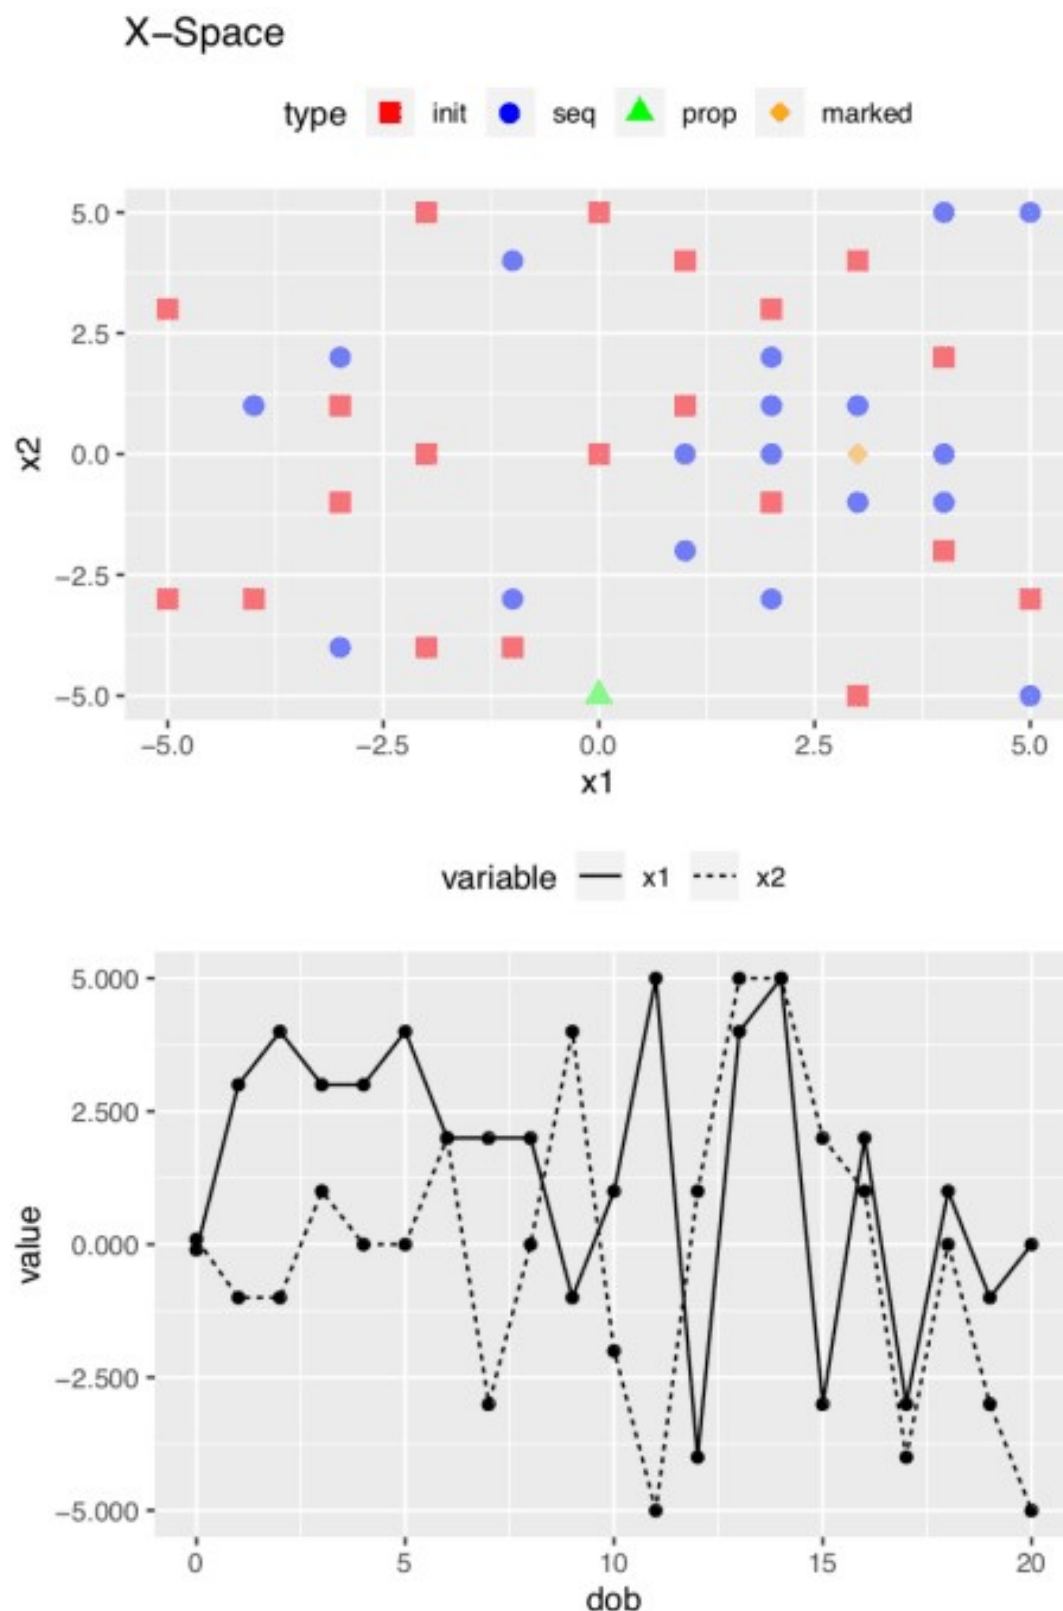 X−Space
type init seq prop marked
5.0
2.5
0.0
−2.5
−5.0
x2
−5.0 −2.5 0.0 2.5 5.0
x1
variable x1 x2
5.000
2.500
0.000
−2.500
−5.000
value
0 5 10 15 20
dob